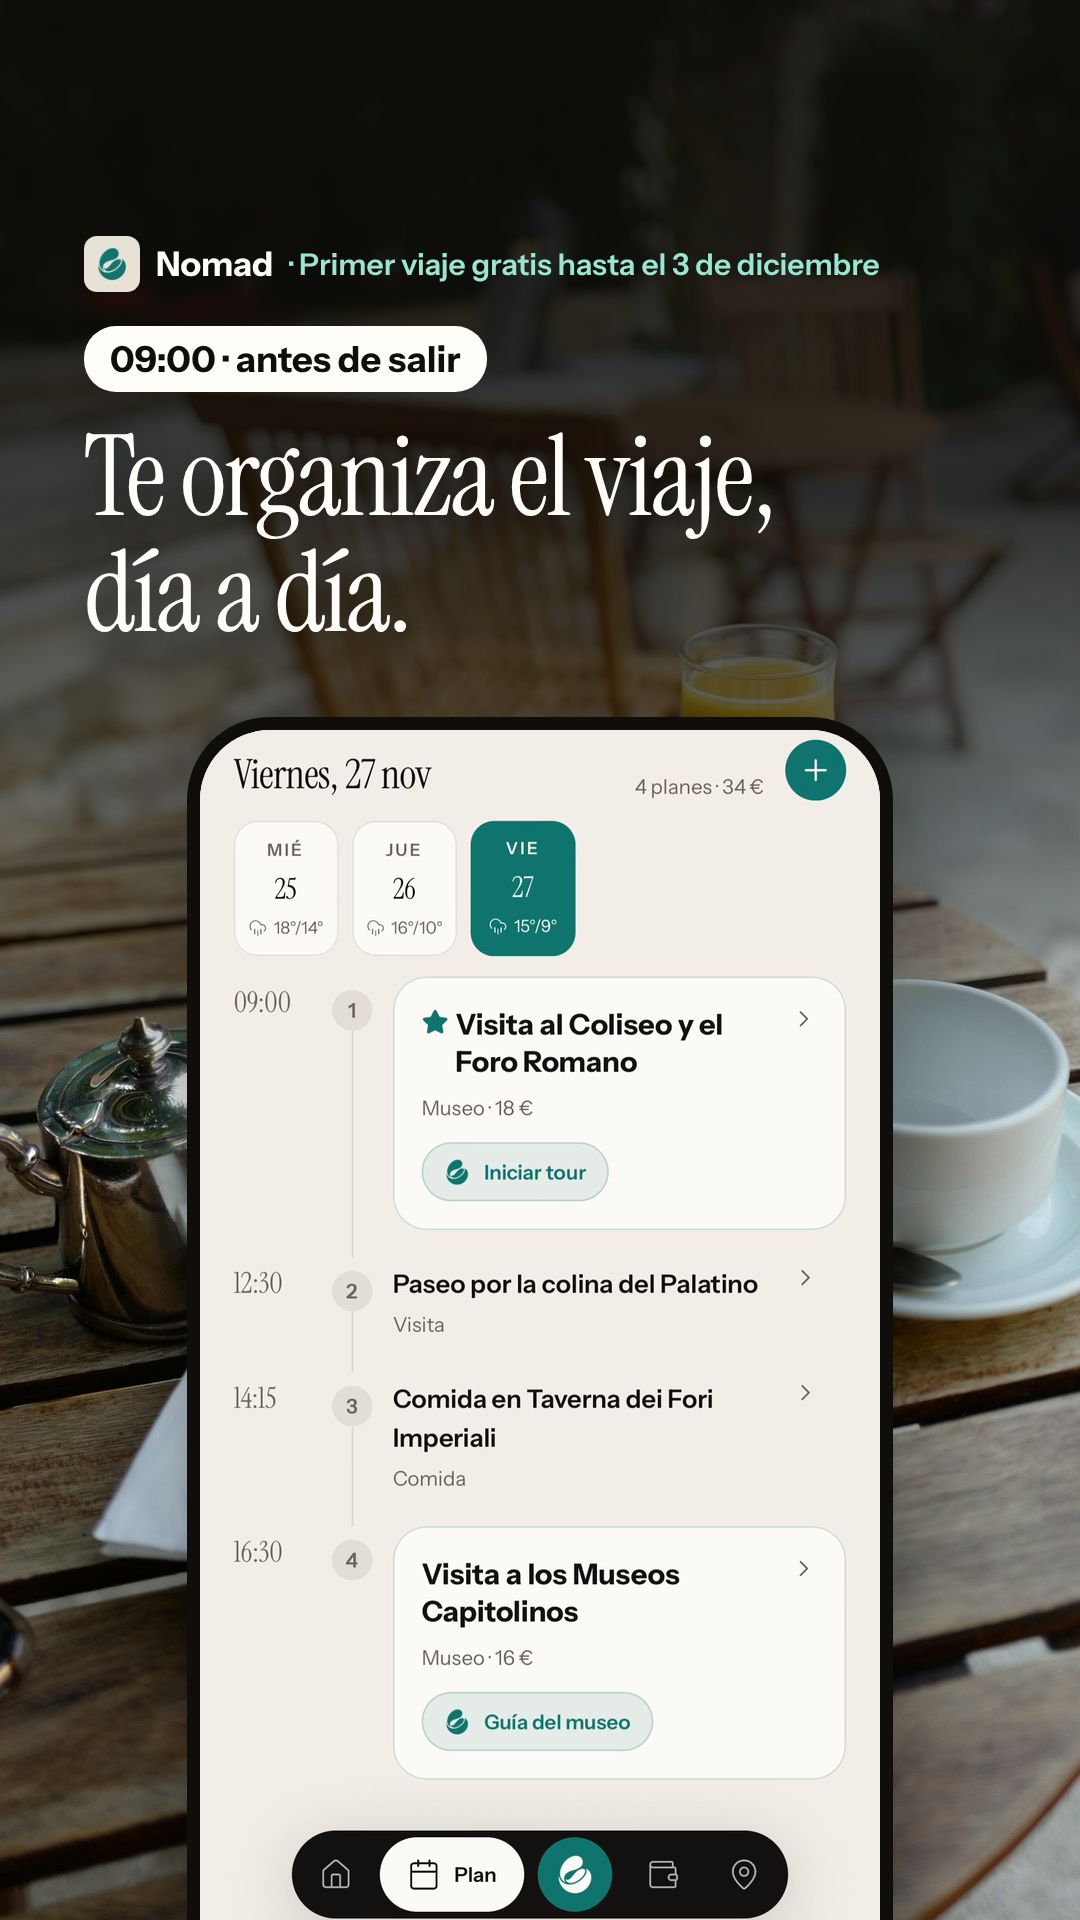 Nomad · Primer viaje gratis hasta el 3 de diciembre
09:00 · antes de salir
Te organiza el viaje,
día a día.
Viernes, 27 nov
4 planes · 34 €
MIÉ
25
18°/14°
JUE
26
16°/10°
VIE
27
15°/9°
09:00
1
Visita al Coliseo y el
Foro Romano
Museo · 18 €
Iniciar tour
12:30
2
Paseo por la colina del Palatino
Visita
14:15
3
Comida en Taverna dei Fori
Imperiali
Comida
16:30
4
Visita a los Museos
Capitolinos
Museo · 16 €
Guía del museo
Plan